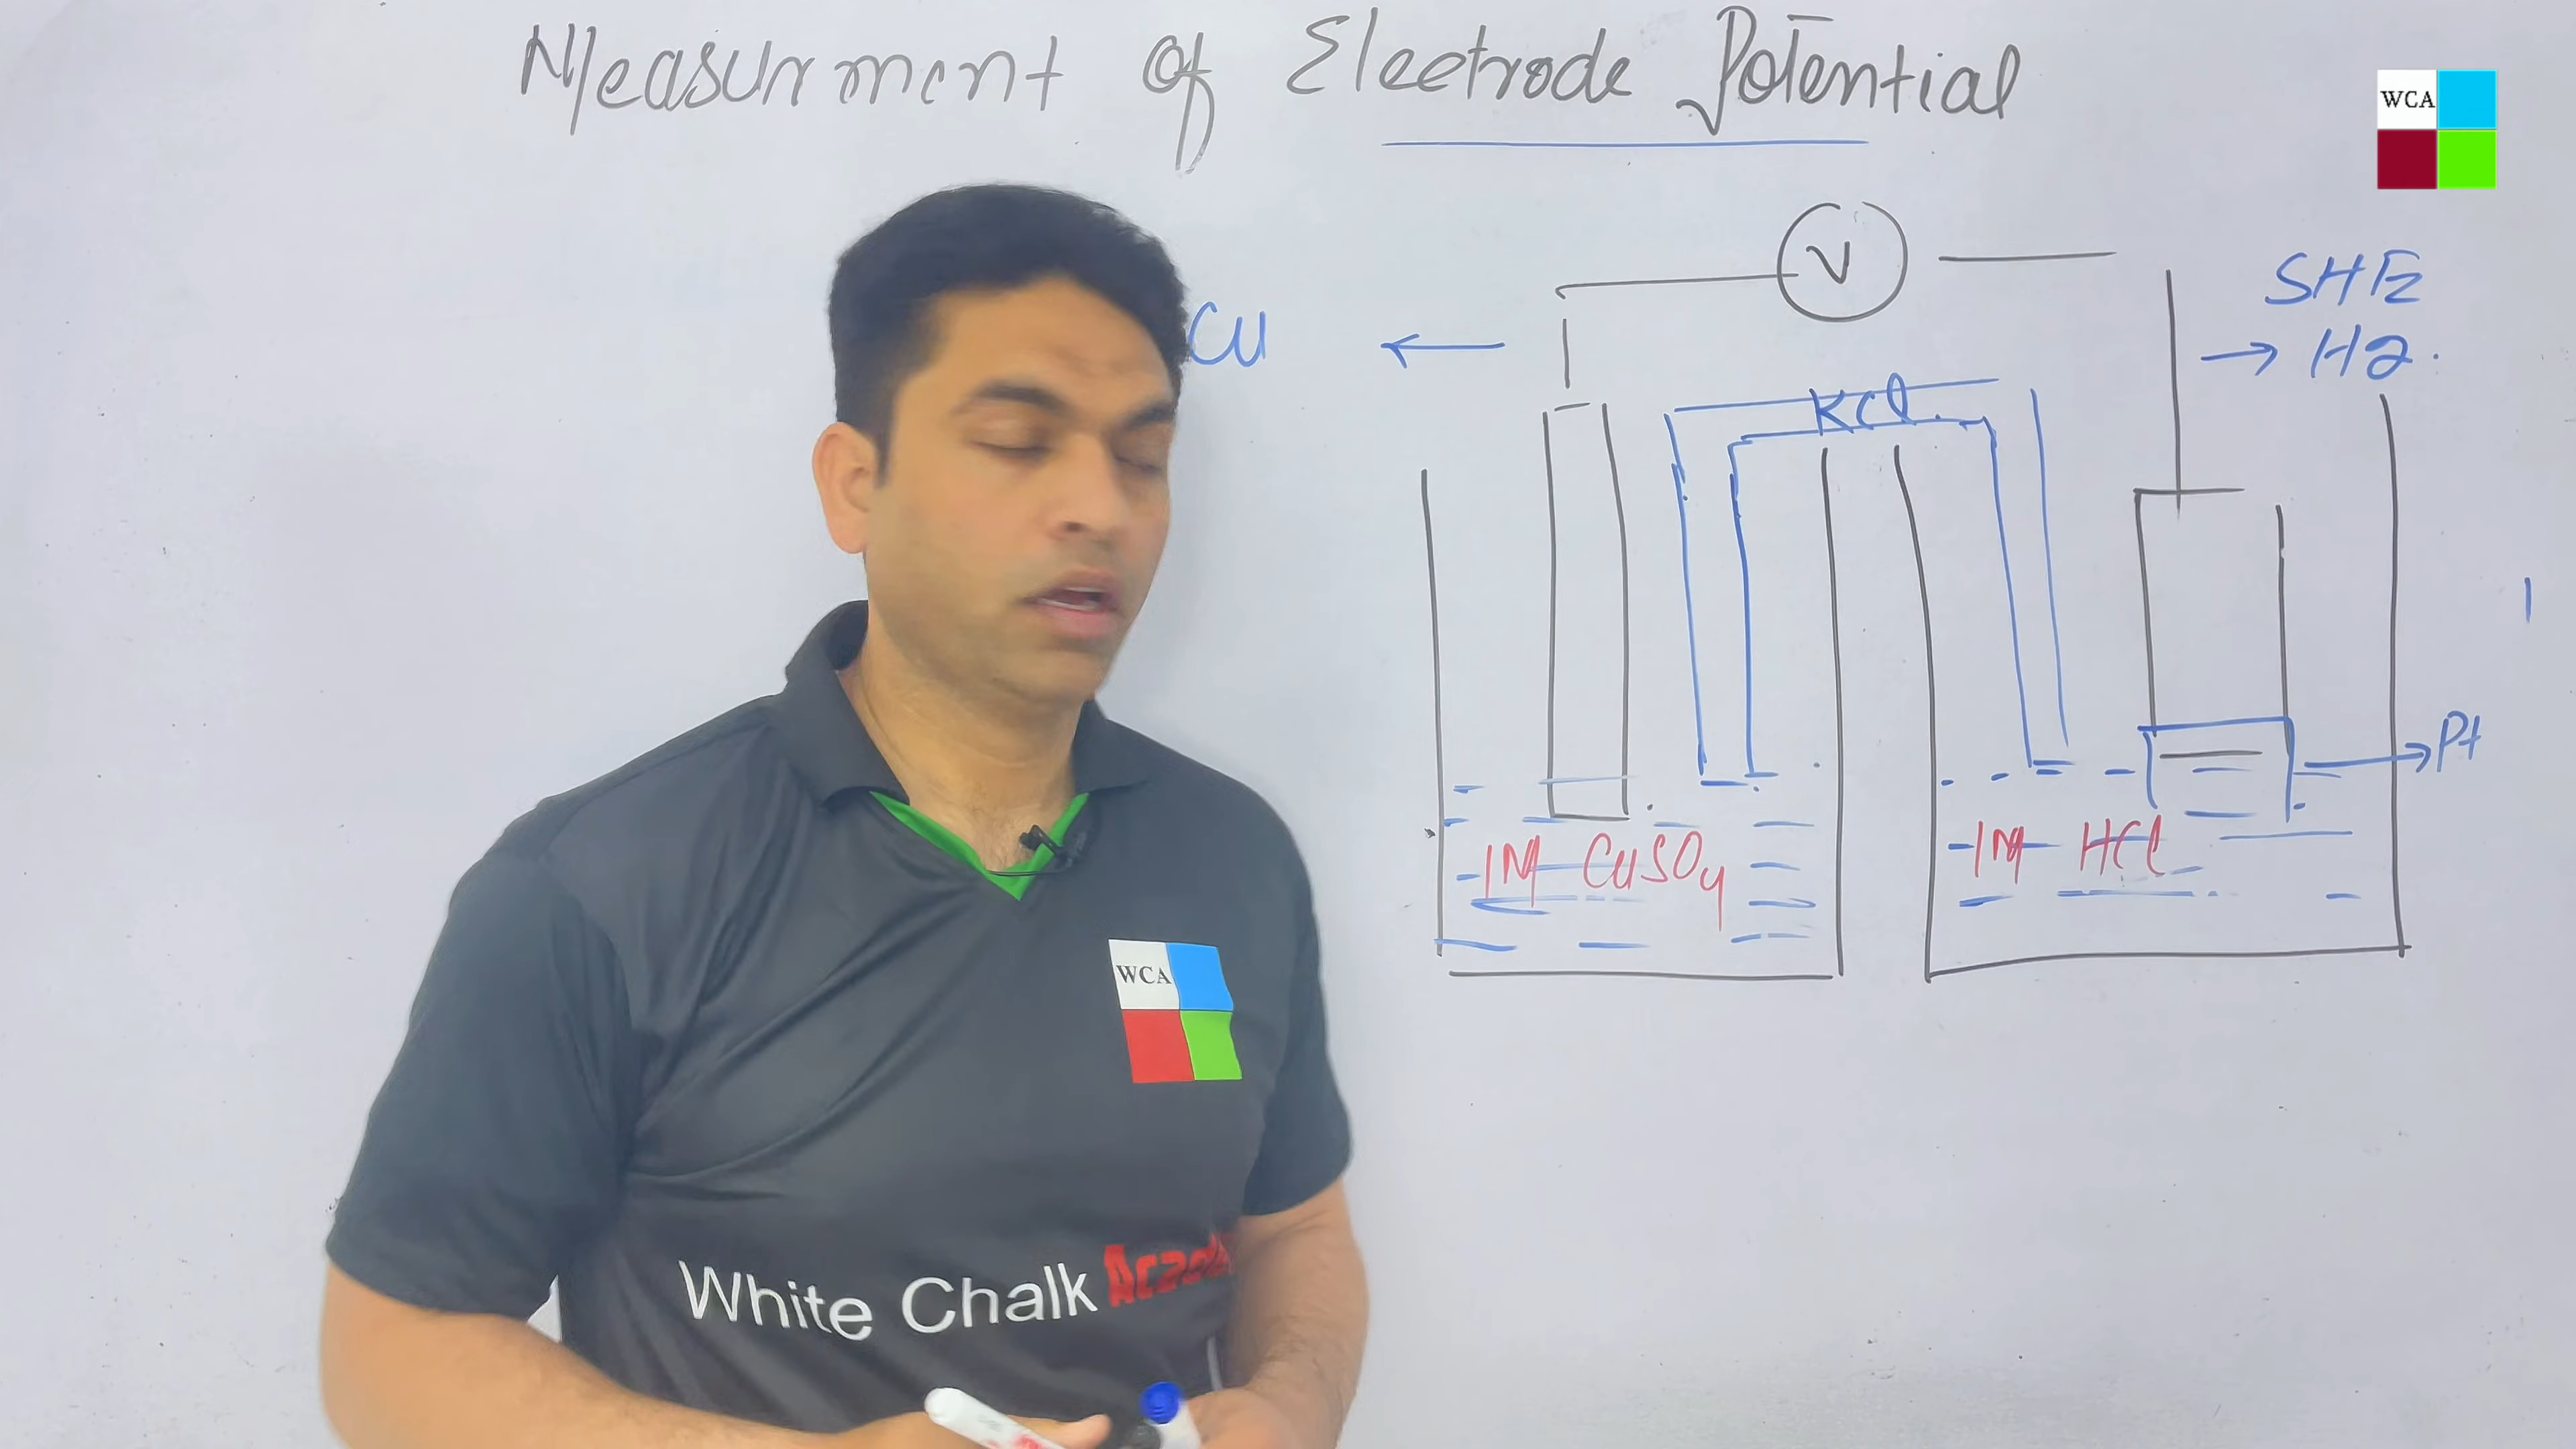 Measurment Of Electrode Potential
WCA
V
SHE
Cu
H2.
KCl
Pt
1M CuSO4
1M HCl
WCA
White Chalk